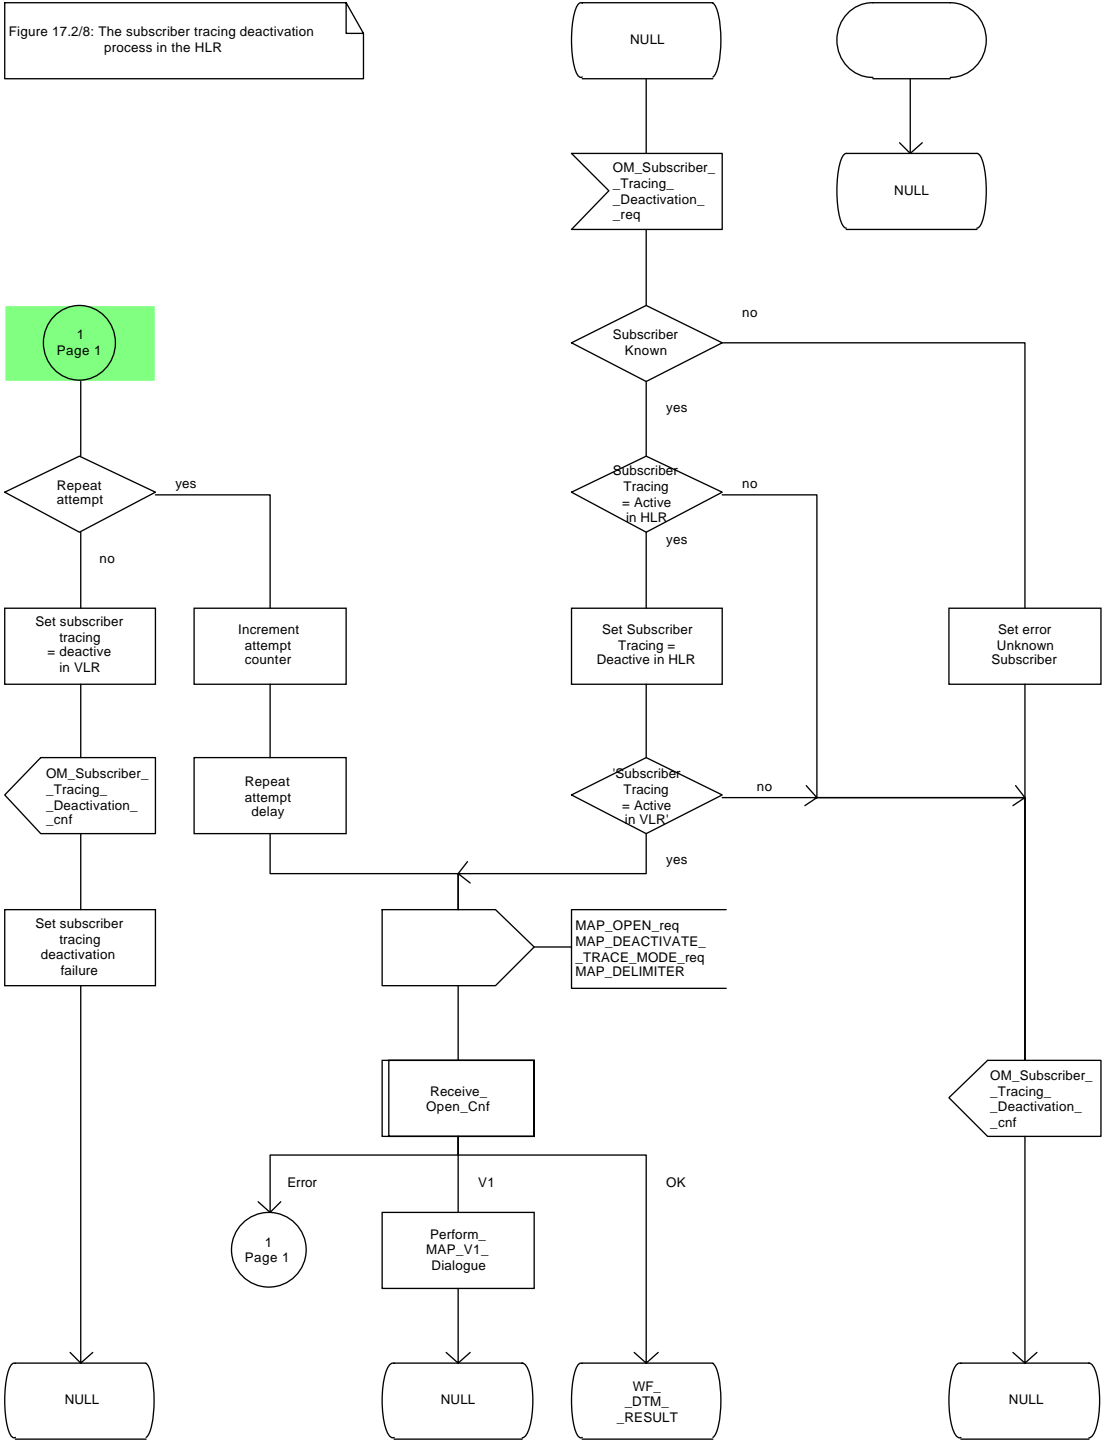 Figure 17.2/8: The subscriber tracing deactivation
process in the HLR
NULL
OM_Subscriber_
_Tracing_
_Deactivation_
_req
NULL
1
Page 1
Subscriber
Known
no
yes
Repeat
attempt
yes
no
Subscriber
Tracing
= Active
in HLR
no
yes
Set subscriber
tracing
= deactive
in VLR
Increment
attempt
counter
Set Subscriber
Tracing =
Deactive in HLR
Set error
Unknown
Subscriber
OM_Subscriber_
_Tracing_
_Deactivation_
_cnf
Repeat
attempt
delay
'Subscriber
Tracing
= Active
in VLR'
no
yes
Set subscriber
tracing
deactivation
failure
MAP_OPEN_req
MAP_DEACTIVATE_
_TRACE_MODE_req
MAP_DELIMITER
Receive_
Open_Cnf
OM_Subscriber_
_Tracing_
_Deactivation_
_cnf
Error
V1
OK
1
Page 1
Perform_
MAP_V1_
Dialogue
NULL
NULL
WF_
_DTM_
_RESULT
NULL